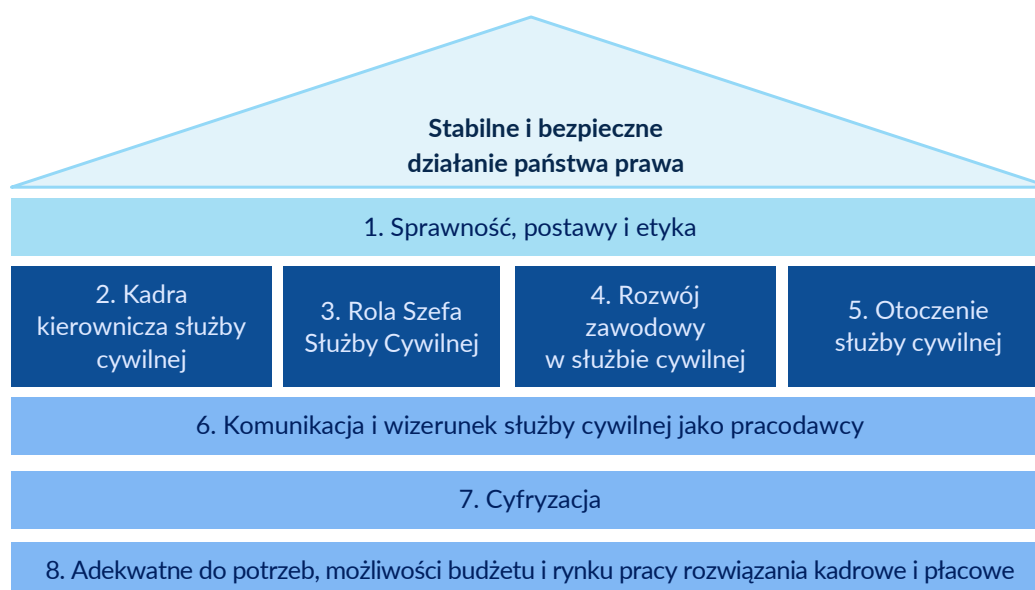 Stabilne i bezpieczne
działanie państwa prawa
1. Sprawność, postawy i etyka
2. Kadra
kierownicza służby
cywilnej
3. Rola Szefa
Służby Cywilnej
4. Rozwój
zawodowy
w służbie cywilnej
5. Otoczenie
służby cywilnej
6. Komunikacja i wizerunek służby cywilnej jako pracodawcy
7. Cyfryzacja
8. Adekwatne do potrzeb, możliwości budżetu i rynku pracy rozwiązania kadrowe i płacowe